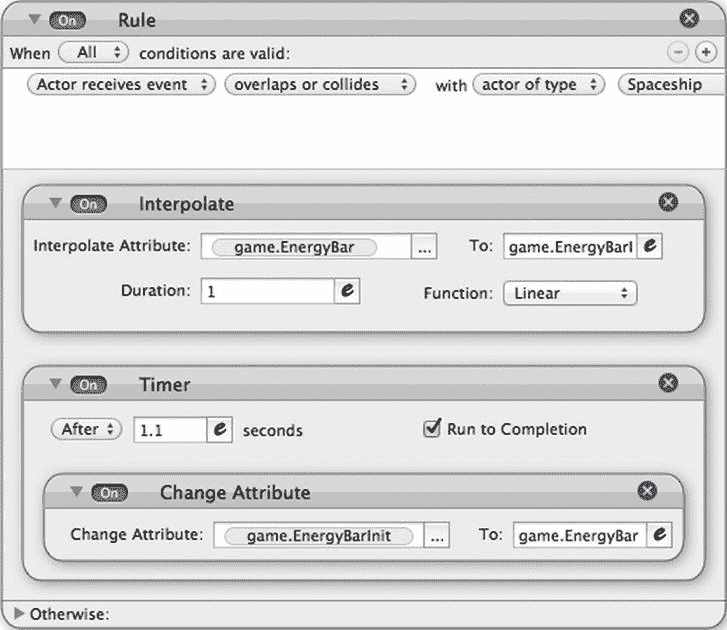 On Rule
When All conditions are valid:
Actor receives event overlaps or collides with actor of type Spaceship
On Interpolate
Interpolate Attribute: game.EnergyBar ... To: game.EnergyBarI e
Duration: 1 e Function: Linear
On Timer
After 1.1 e seconds Run to Completion
On Change Attribute
Change Attribute: game.EnergyBarInit ... To: game.EnergyBar e
Otherwise: